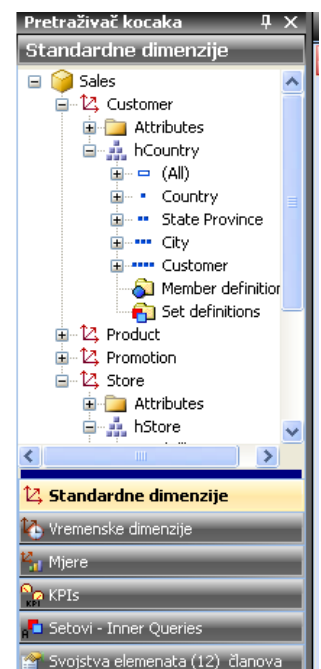 Pretraživač kocaka
Standardne dimenzije
Sales
Customer
Attributes
hCountry
(All)
Country
State Province
City
Customer
Member definitior
Set definitions
Product
Promotion
Store
Attributes
hStore
Standardne dimenzije
Vremenske dimenzije
Mjere
KPIs
Setovi - Inner Queries
Svojstva elemenata (12) članova